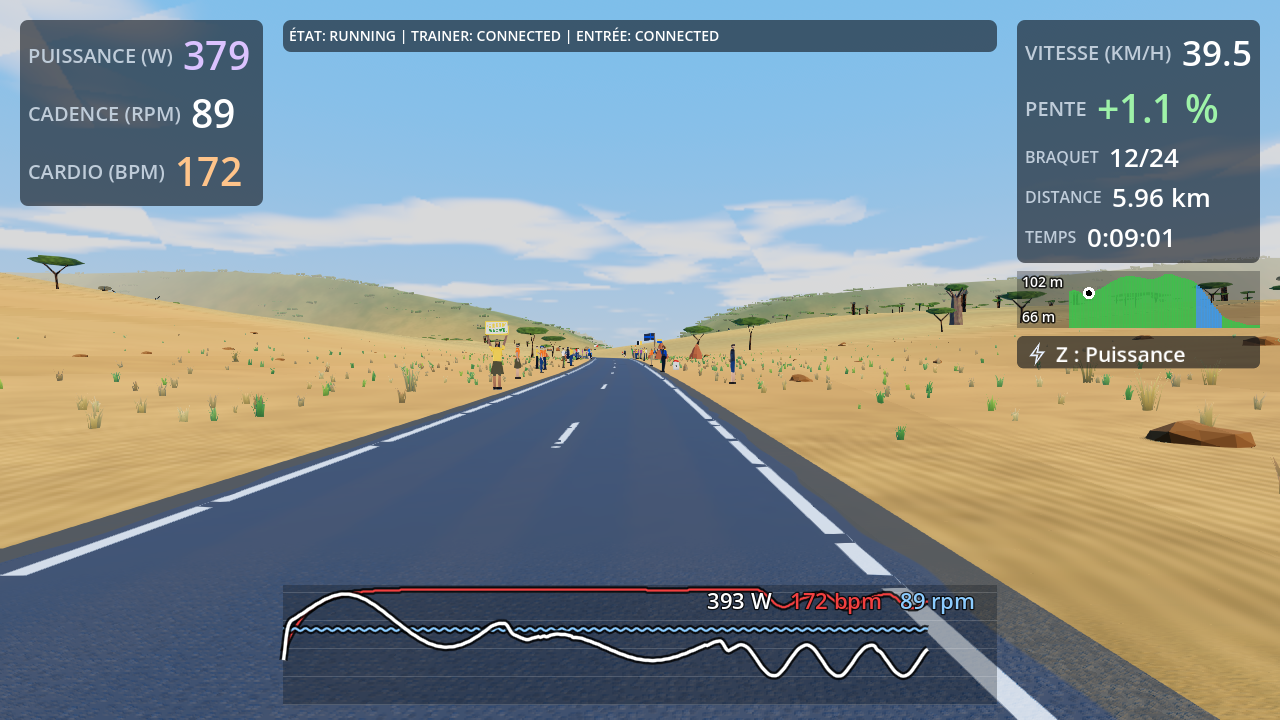 PUISSANCE (W) 379
CADENCE (RPM) 89
CARDIO (BPM) 172
ÉTAT: RUNNING | TRAINER: CONNECTED | ENTRÉE: CONNECTED
VITESSE (KM/H) 39.5
PENTE +1.1 %
BRAQUET 12/24
DISTANCE 5.96 km
TEMPS 0:09:01
102 m
66 m
Z : Puissance
393 W 172 bpm 89 rpm